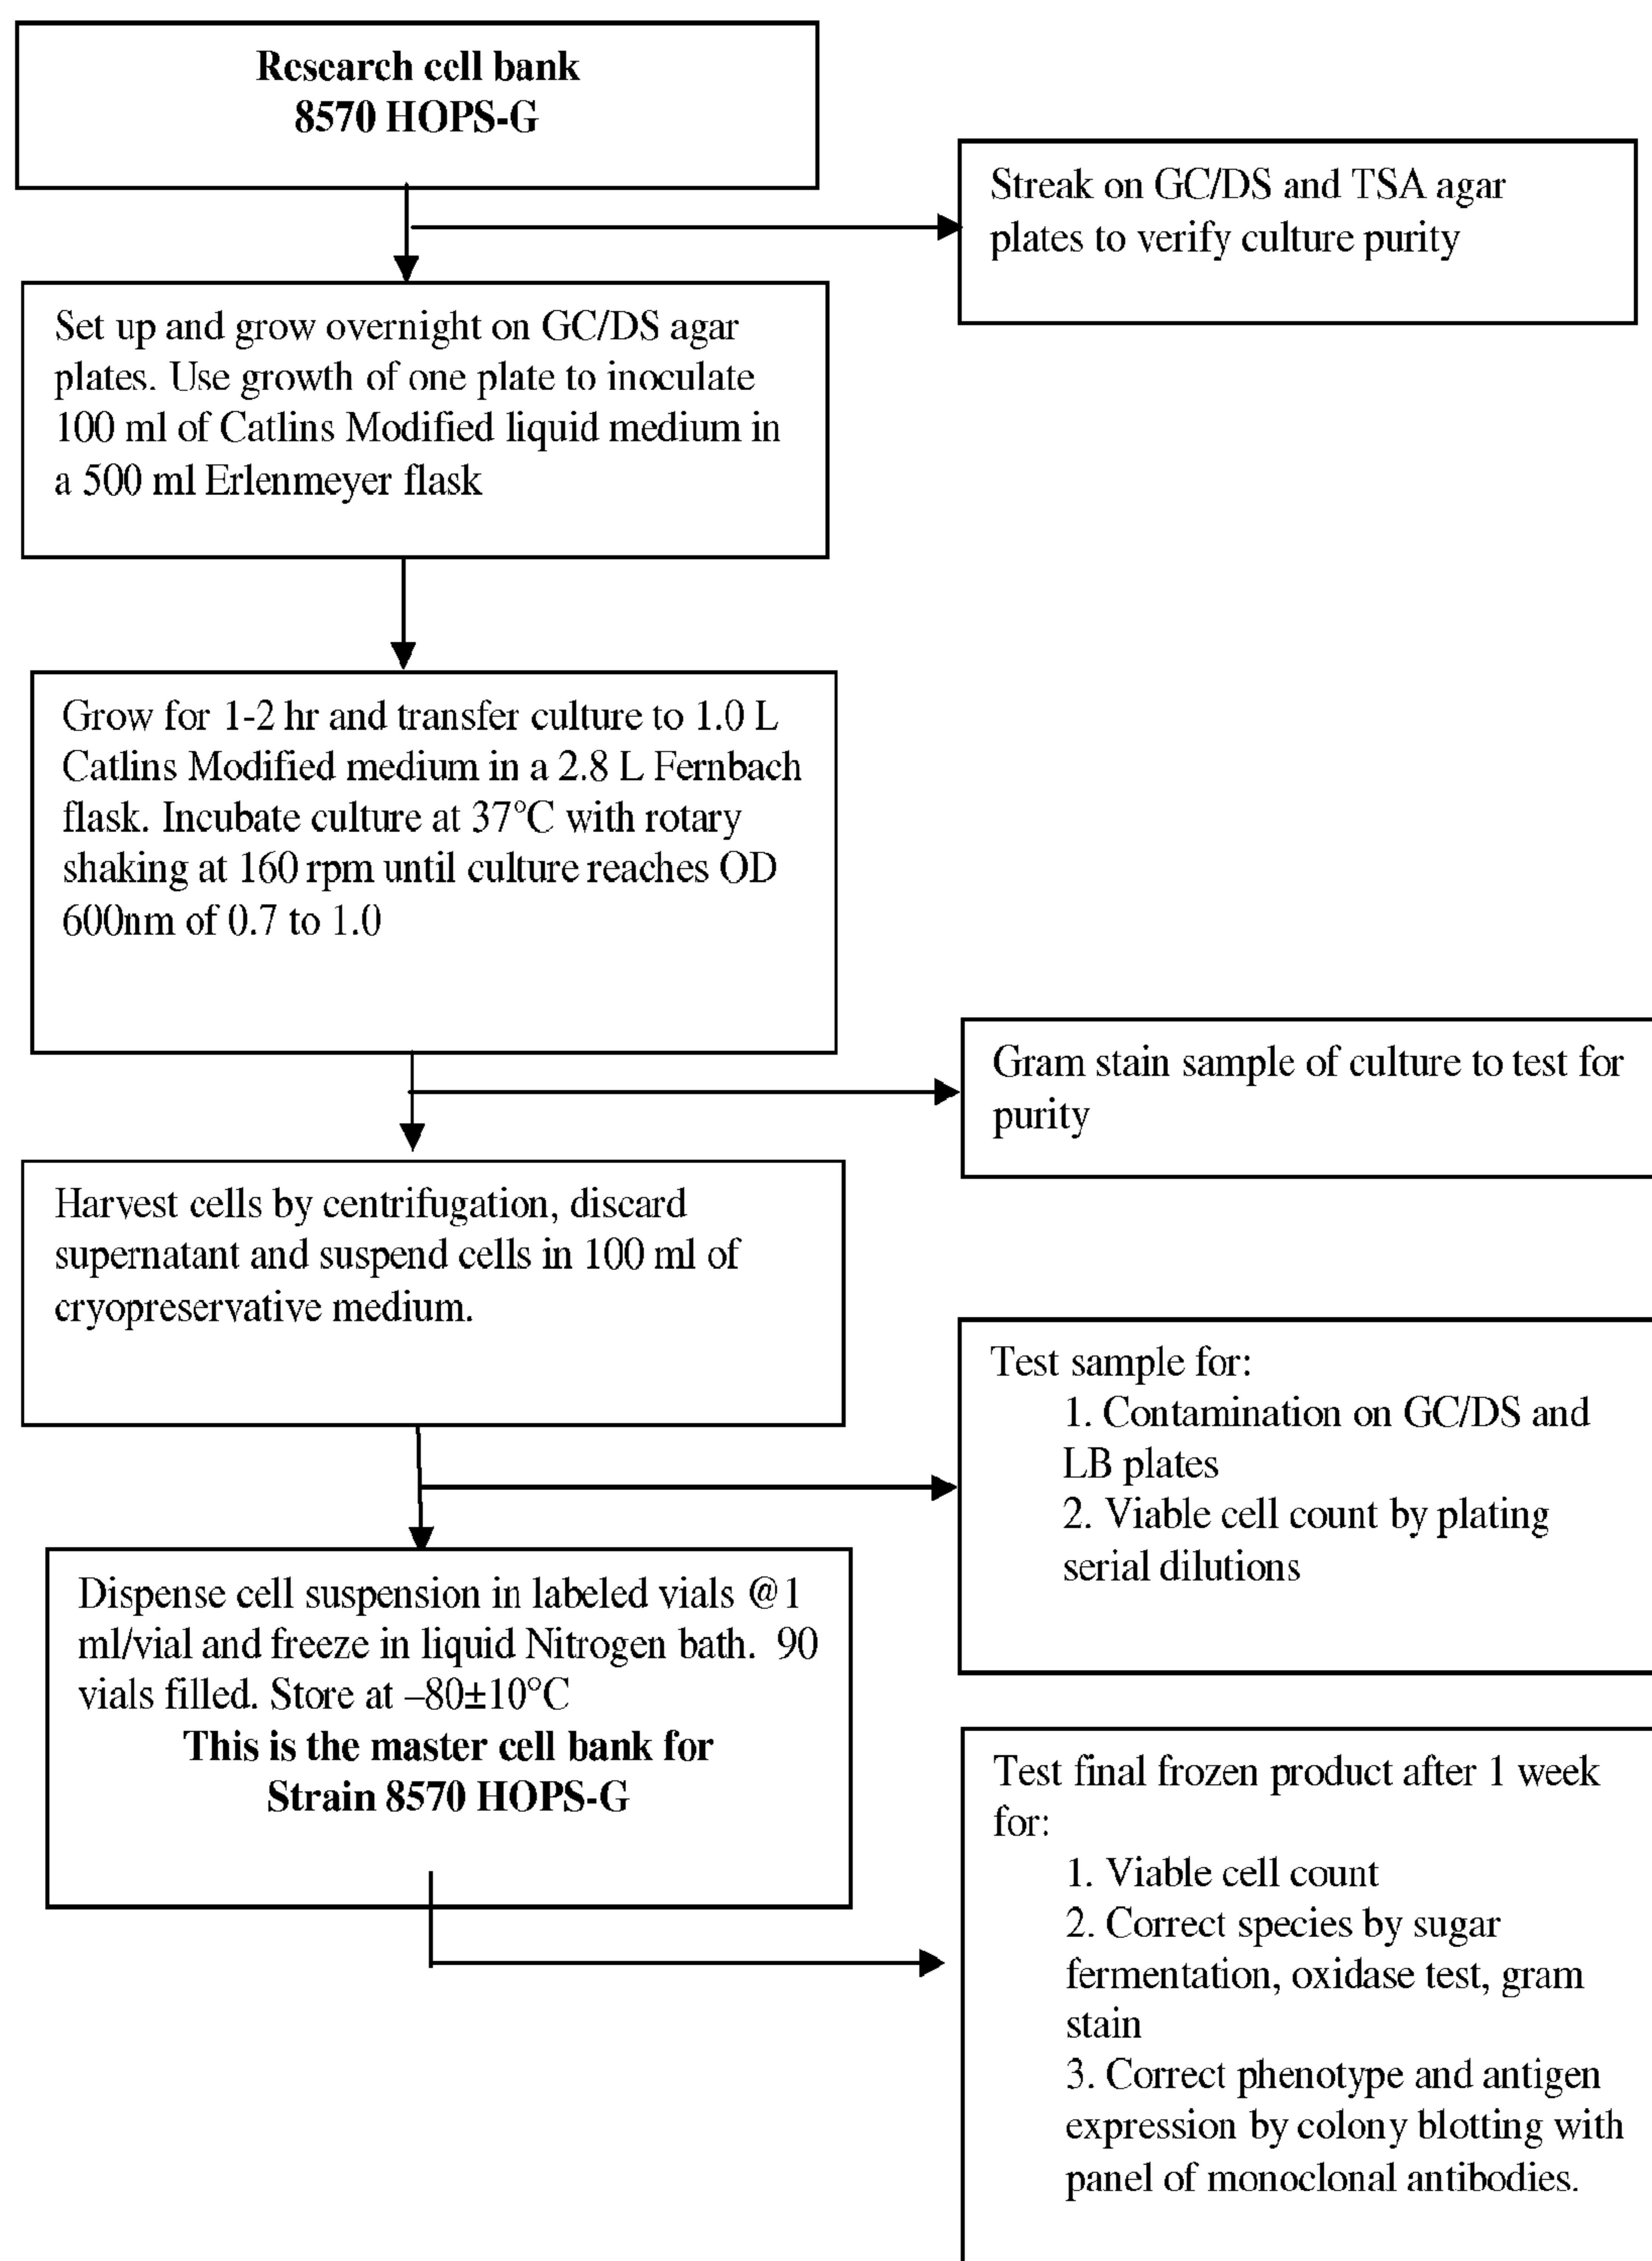 Research cell bank
8570 HOPS-G
Streak on GC/DS and TSA agar
plates to verify culture purity
Set up and grow overnight on GC/DS agar
plates. Use growth of one plate to inoculate
100 ml of Catlins Modified liquid medium in
a 500 ml Erlenmeyer flask
Grow for 1-2 hr and transfer culture to 1.0 L
Catlins Modified medium in a 2.8 L Fernbach
flask. Incubate culture at 37°C with rotary
shaking at 160 rpm until culture reaches OD
600nm of 0.7 to 1.0
Gram stain sample of culture to test for
purity
Harvest cells by centrifugation, discard
supernatant and suspend cells in 100 ml of
cryopreservative medium.
Test sample for:
1. Contamination on GC/DS and
LB plates
2. Viable cell count by plating
serial dilutions
Dispense cell suspension in labeled vials @1
ml/vial and freeze in liquid Nitrogen bath.  90
vials filled. Store at –80±10°C
This is the master cell bank for
Strain 8570 HOPS-G
Test final frozen product after 1 week
for:
1. Viable cell count
2. Correct species by sugar
fermentation, oxidase test, gram
stain
3. Correct phenotype and antigen
expression by colony blotting with
panel of monoclonal antibodies.